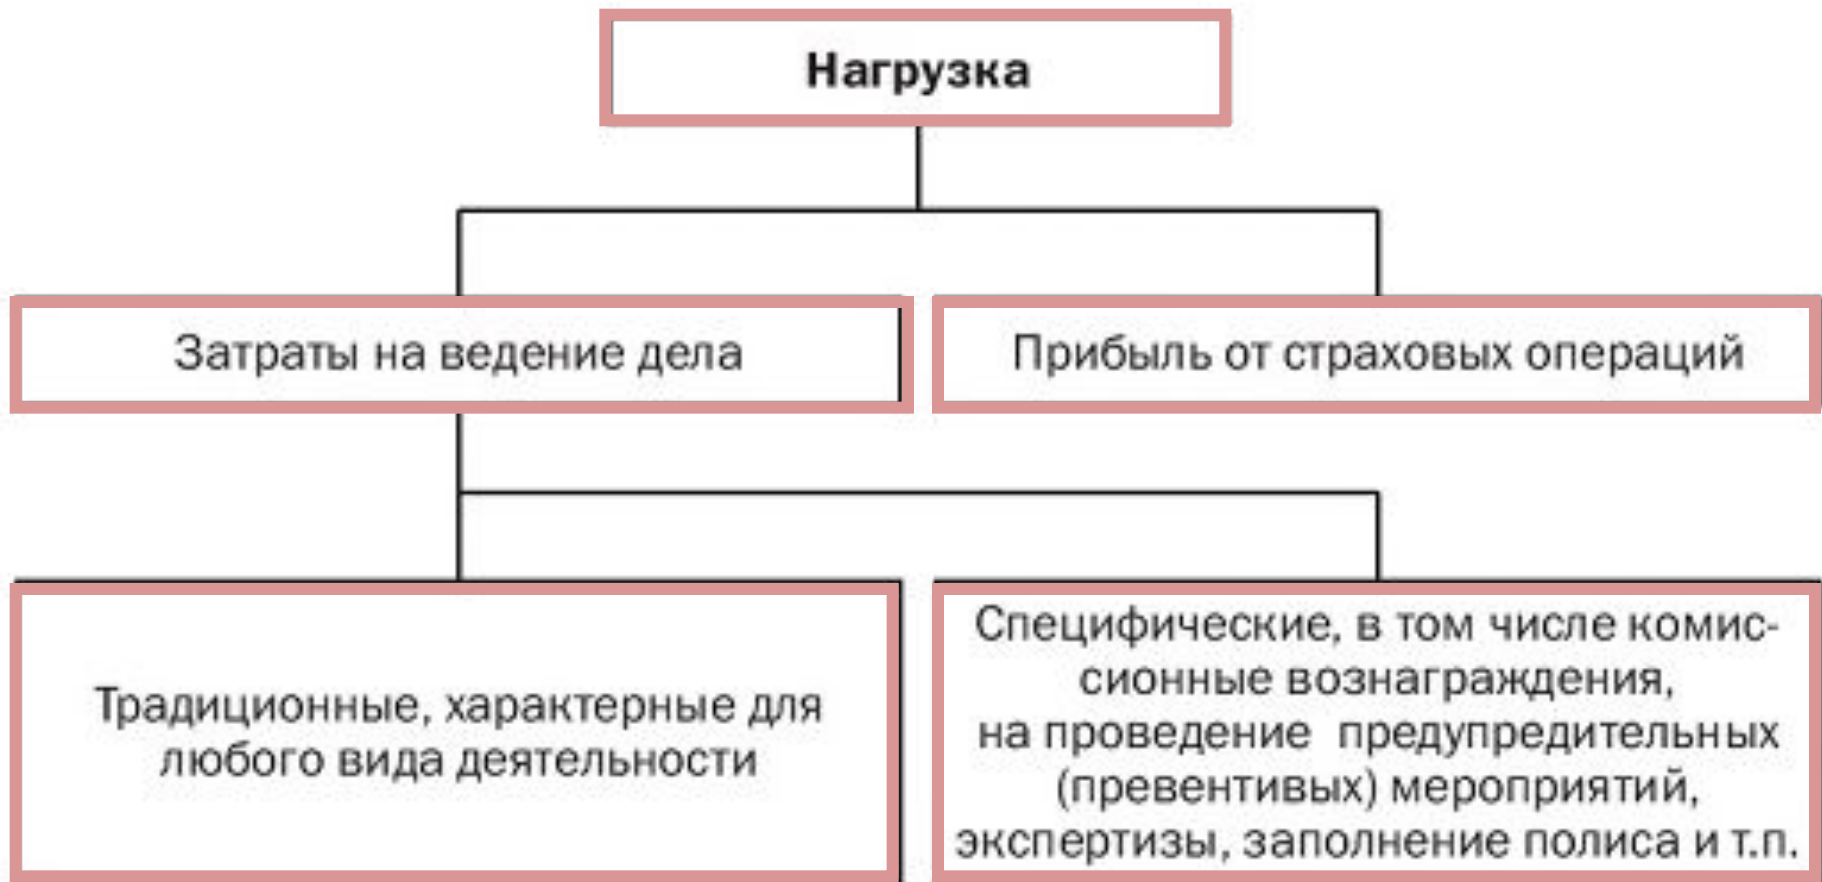 Нагрузка
Затраты на ведение дела
Прибыль от страховых операций
Традиционные, характерные для
любого вида деятельности
Специфические, в том числе комис-
сионные вознаграждения,
на проведение предупредительных
(превентивых) мероприятий,
экспертизы, заполнение полиса и т.п.